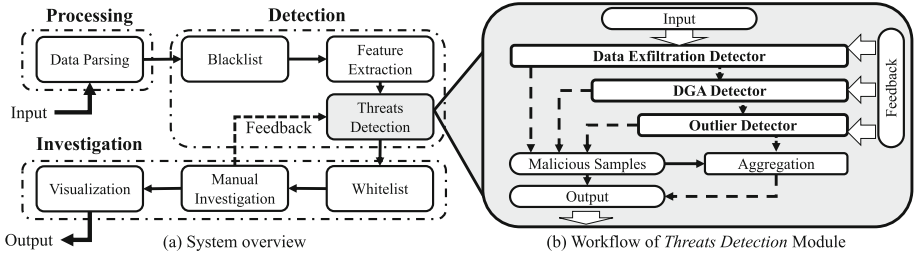 Processing
Detection
Data Parsing
Blacklist
Feature
Extraction
Input
Feedback
Threats
Detection
Investigation
Visualization
Manual
Investigation
Whitelist
Output
(a) System overview
Input
Data Exfiltration Detector
DGA Detector
Outlier Detector
Feedback
Malicious Samples
Aggregation
Output
(b) Workflow of Threats Detection Module